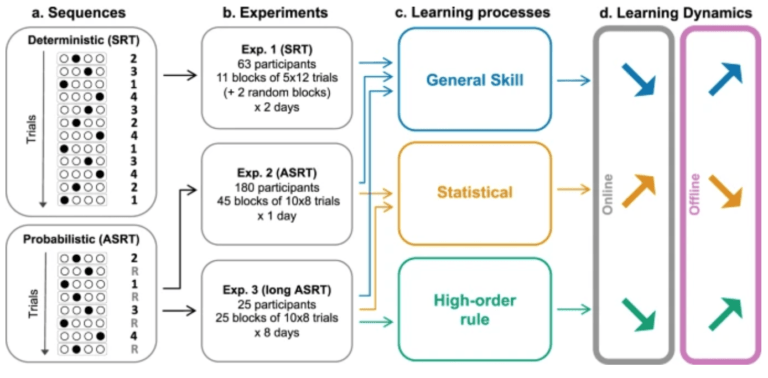 a. Sequences
Deterministic (SRT)
Trials
2
3
1
4
3
2
4
1
3
4
2
1
Probabilistic (ASRT)
Trials
2
R
1
R
3
R
4
R
b. Experiments
Exp. 1 (SRT)
63 participants
11 blocks of 5x12 trials
(+ 2 random blocks)
x 2 days
Exp. 2 (ASRT)
180 participants
45 blocks of 10x8 trials
x 1 day
Exp. 3 (long ASRT)
25 participants
25 blocks of 10x8 trials
x 8 days
c. Learning processes
General Skill
Statistical
High-order
rule
d. Learning Dynamics
Online
Offline